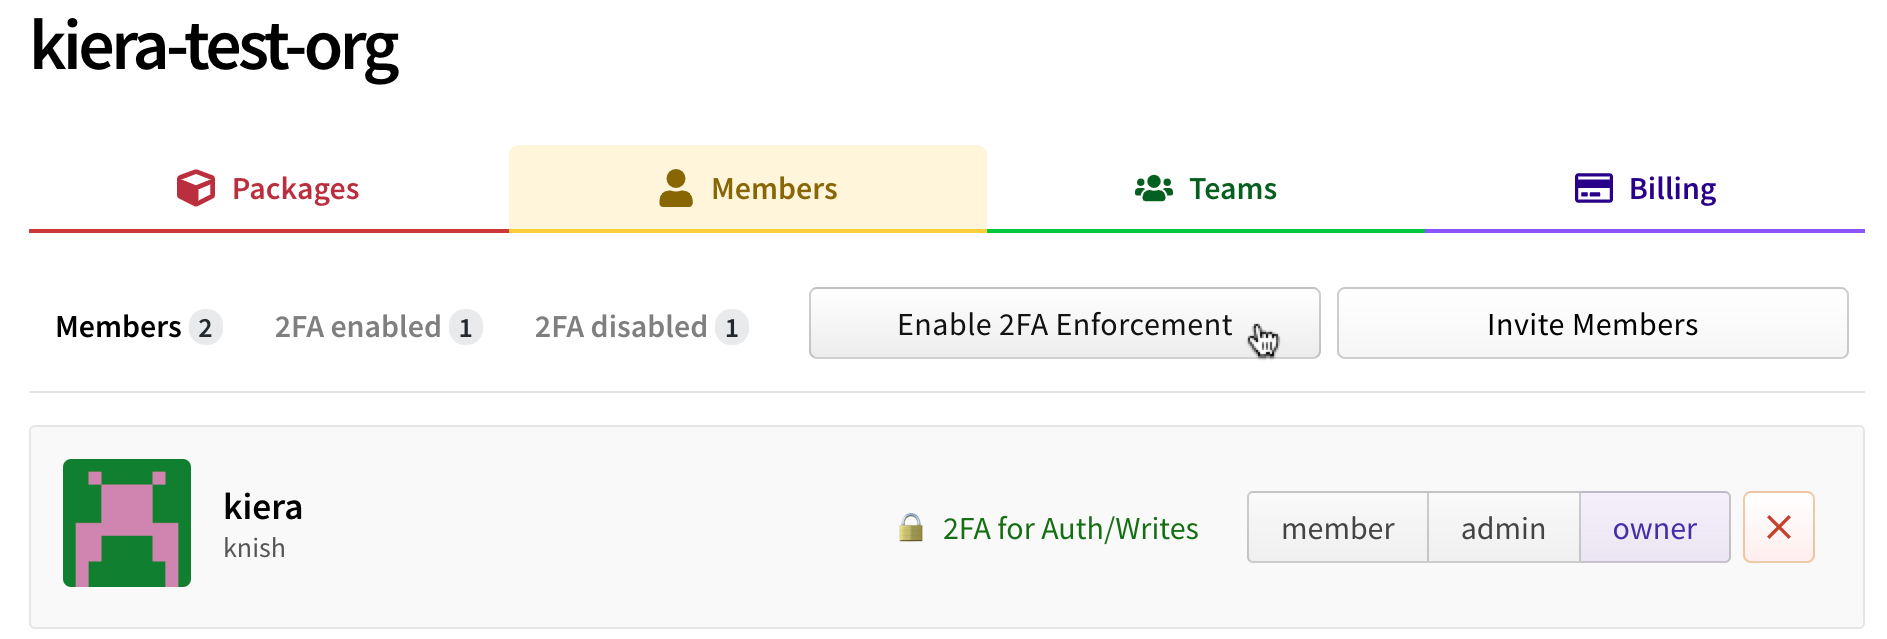 kiera-test-org
Packages Members Teams Billing
Members 2 2FA enabled 1 2FA disabled 1 Enable 2FA Enforcement Invite Members
kiera
knish
2FA for Auth/Writes member admin owner